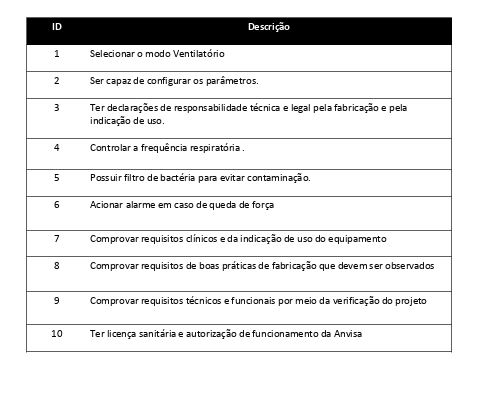 ID Descrição
1 Selecionar o modo Ventilatório
2 Ser capaz de configurar os parâmetros.
3 Ter declarações de responsabilidade técnica e legal pela fabricação e pela
indicação de uso.
4 Controlar a frequência respiratória .
5 Possuir filtro de bactéria para evitar contaminação.
6 Acionar alarme em caso de queda de força
7 Comprovar requisitos clínicos e da indicação de uso do equipamento
8 Comprovar requisitos de boas práticas de fabricação que devem ser observados
9 Comprovar requisitos técnicos e funcionais por meio da verificação do projeto
10 Ter licença sanitária e autorização de funcionamento da Anvisa